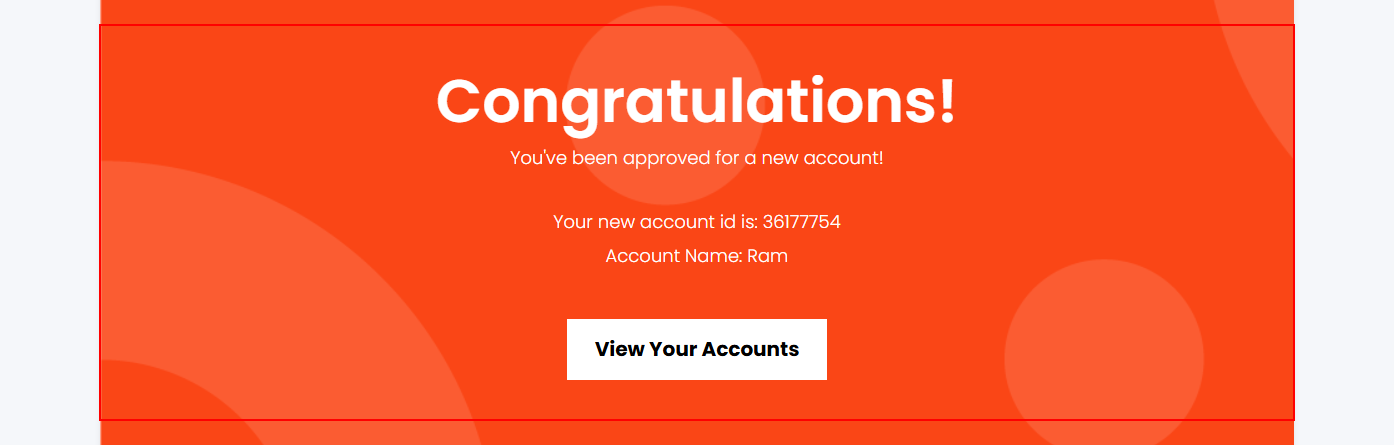 Congratulations!
You've been approved for a new account!
Your new account id is: 36177754
Account Name: Ram
View Your Accounts